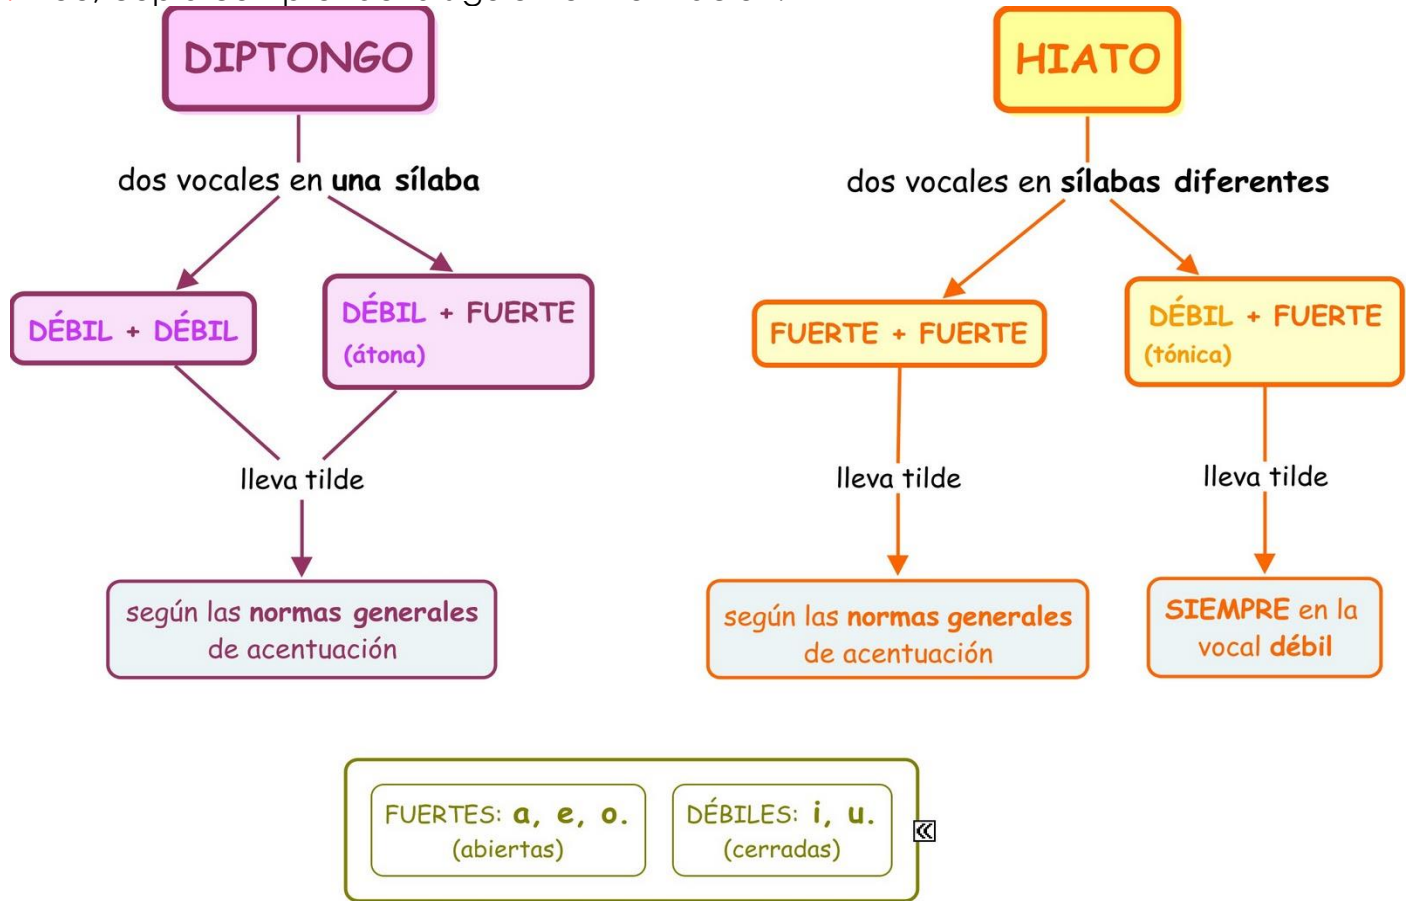 DIPTONGO
dos vocales en una sílaba
DÉBIL + DÉBIL
DÉBIL + FUERTE
(átona)
lleva tilde
según las normas generales
de acentuación
HIATO
dos vocales en sílabas diferentes
FUERTE + FUERTE
DÉBIL + FUERTE
(tónica)
lleva tilde
según las normas generales
de acentuación
lleva tilde
SIEMPRE en la
vocal débil
FUERTES: a, e, o.
(abiertas)
DÉBILES: i, u.
(cerradas)